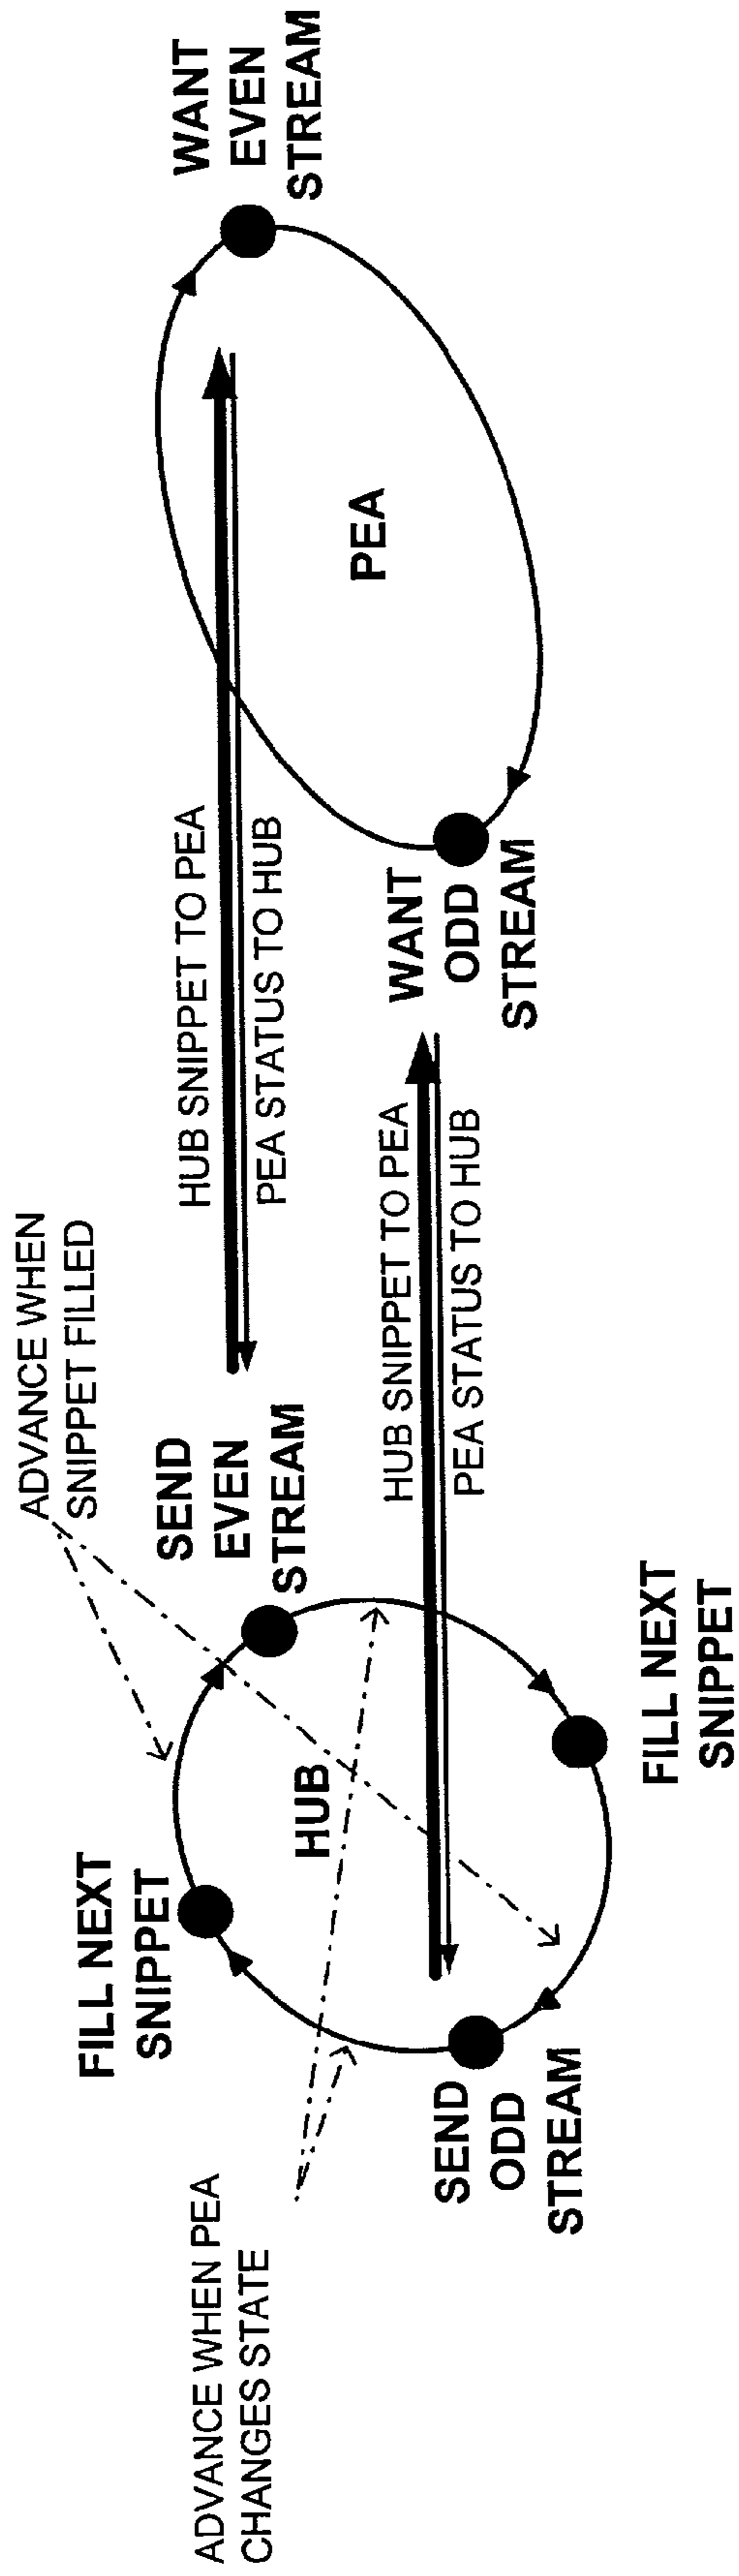 ADVANCE WHEN
SNIPPET FILLED
ADVANCE WHEN PEA
CHANGES STATE
FILL NEXT
SNIPPET
SEND
EVEN
STREAM
HUB
SEND
ODD
STREAM
FILL NEXT
SNIPPET
HUB SNIPPET TO PEA
PEA STATUS TO HUB
HUB SNIPPET TO PEA
PEA STATUS TO HUB
WANT
EVEN
STREAM
PEA
WANT
ODD
STREAM